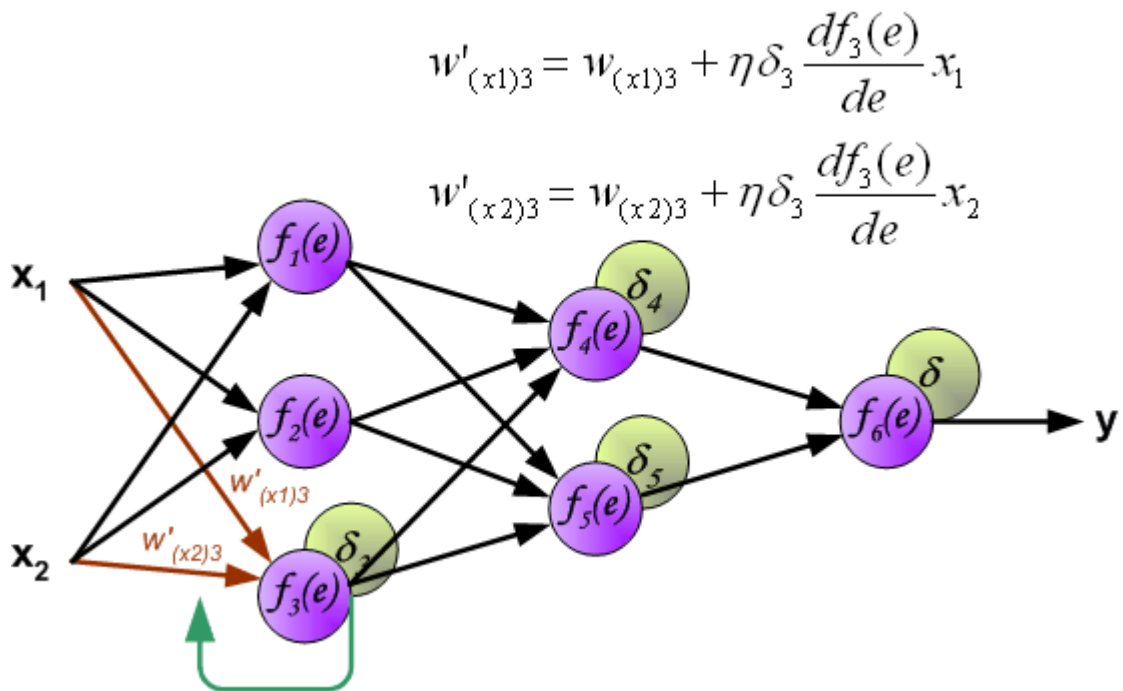 w'(x1)3 = w(x1)3 + ηδ3 df3(e)/de x1
w'(x2)3 = w(x2)3 + ηδ3 df3(e)/de x2
x1
f1(e)
δ4
f4(e)
δ
f2(e)
f6(e)
y
w'(x1)3
δ5
f5(e)
x2
w'(x2)3
δ3
f3(e)